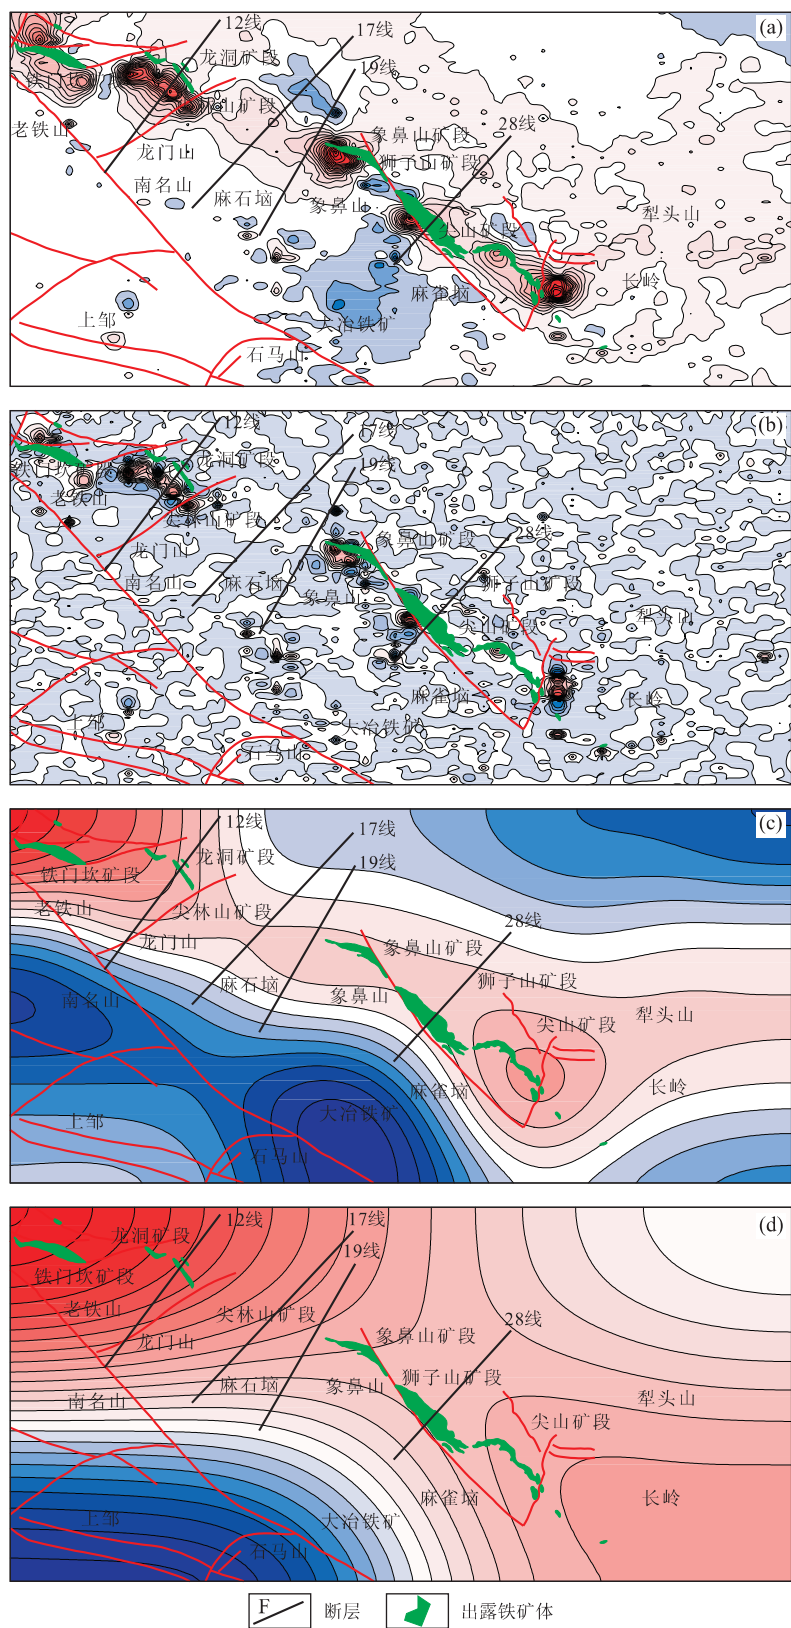 (a)
12线
17线
龙洞矿段
19线
铁门坎
林山矿段
老铁山
象鼻山矿段
28线
龙门山
狮子山矿段
南名山
麻石垴
象鼻山
犁头山
尖山矿段
长岭
麻雀垴
上邹
大冶铁矿
石马山
(b)
12线
17线
龙洞矿段
19线
铁门坎矿段
老铁山
尖林山矿段
28线
象鼻山矿段
龙门山
南名山
麻石垴
狮子山矿段
象鼻山
犁头山
尖山矿段
麻雀垴
长岭
上邹
大冶铁矿
石马山
(c)
12线
17线
龙洞矿段
19线
铁门坎矿段
老铁山
尖林山矿段
28线
龙门山
象鼻山矿段
狮子山矿段
麻石垴
南名山
象鼻山
犁头山
尖山矿段
麻雀垴
长岭
上邹
大冶铁矿
石马山
(d)
12线
17线
龙洞矿段
19线
铁门坎矿段
老铁山
尖林山矿段
28线
龙门山
象鼻山矿段
狮子山矿段
麻石垴
象鼻山
南名山
犁头山
尖山矿段
麻雀垴
长岭
上邹
大冶铁矿
石马山
F 断层 出露铁矿体